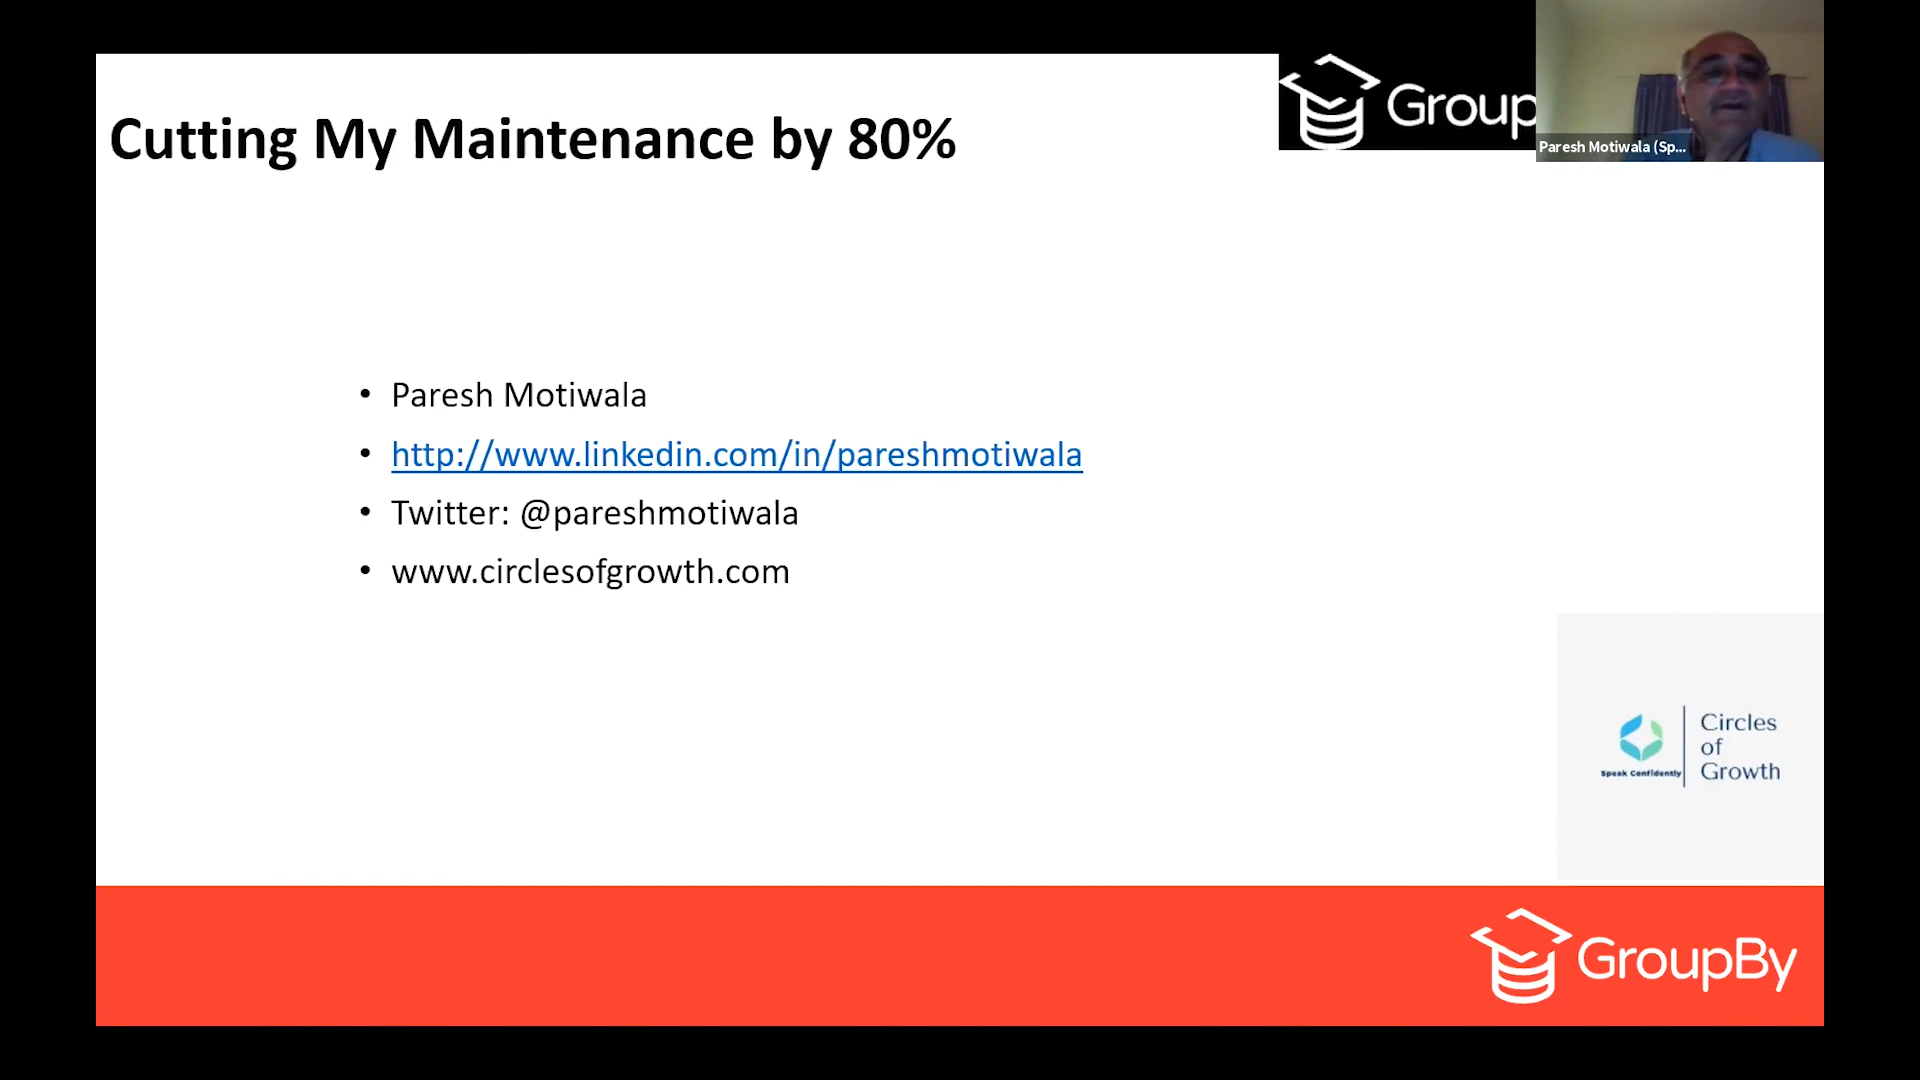 Cutting My Maintenance by 80%
Group
Paresh Motiwala (Sp...
• Paresh Motiwala
• http://www.linkedin.com/in/pareshmotiwala
• Twitter: @pareshmotiwala
• www.circlesofgrowth.com
Circles
of
Growth
Speak Confidently
GroupBy